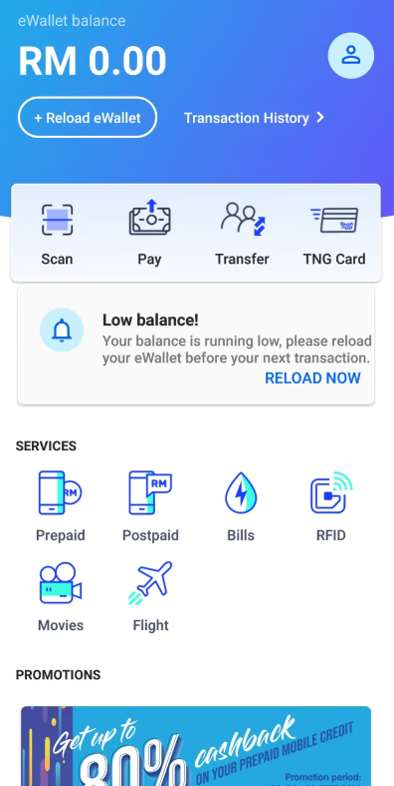 eWallet balance
RM 0.00
+ Reload eWallet
Transaction History
Scan
Pay
Transfer
TNG Card
Low balance!
Your balance is running low, please reload
your eWallet before your next transaction.
RELOAD NOW
SERVICES
RM
RM
Prepaid
Postpaid
Bills
RFID
Movies
Flight
PROMOTIONS
Get up to
80% cashback
ON YOUR PREPAID MOBILE CREDIT
Promotion period: